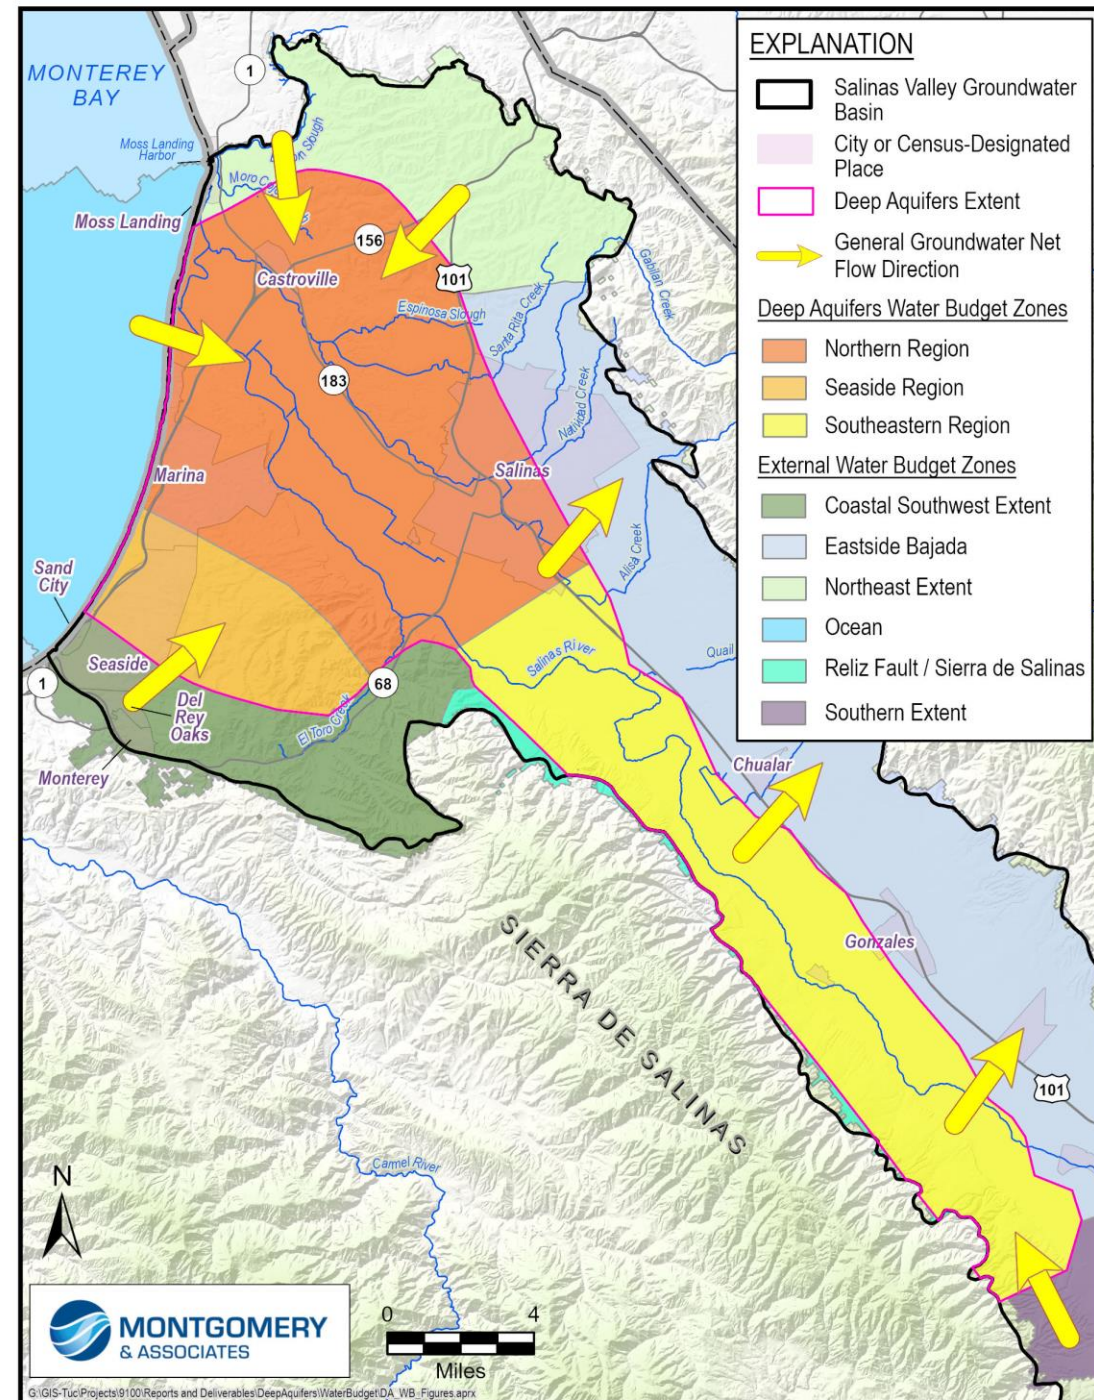 MONTEREY
BAY
1
Moss Landing
Harbor
Slough
Moro Co
Moss Landing
156
Castroville
101
Gabilan Creek
Espinosa Slough
Santa Rita Creek
183
Natividad Creek
Marina
Salinas
Alisal Creek
Sand
City
Quail
Salinas River
Seaside
1
68
Del
Rey
Oaks
El Toro Creek
Monterey
Chualar
SIERRA DE SALINAS
Gonzales
101
Carmel River
N
EXPLANATION
Salinas Valley Groundwater
Basin
City or Census-Designated
Place
Deep Aquifers Extent
General Groundwater Net
Flow Direction
Deep Aquifers Water Budget Zones
Northern Region
Seaside Region
Southeastern Region
External Water Budget Zones
Coastal Southwest Extent
Eastside Bajada
Northeast Extent
Ocean
Reliz Fault / Sierra de Salinas
Southern Extent
MONTGOMERY
& ASSOCIATES
0 4
Miles
G:\GIS-Tuc\Projects\9100\Reports and Deliverables\DeepAquifers\WaterBudget\DA_WB_Figures.aprx